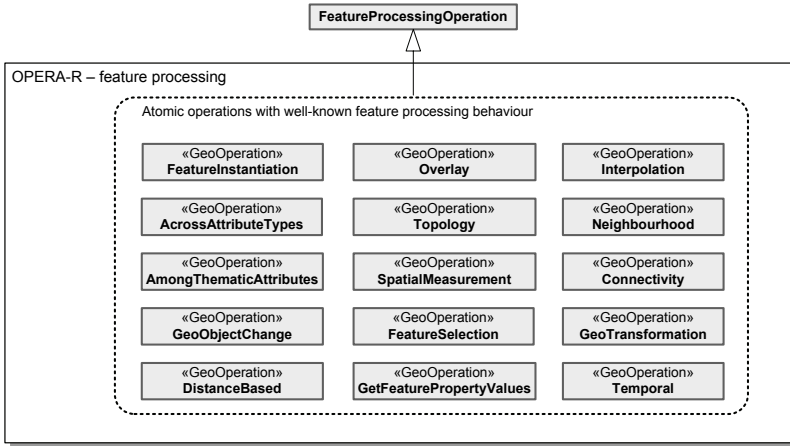 FeatureProcessingOperation
OPERA-R – feature processing
Atomic operations with well-known feature processing behaviour
«GeoOperation» «GeoOperation» «GeoOperation»
FeatureInstantiation Overlay Interpolation
«GeoOperation» «GeoOperation» «GeoOperation»
AcrossAttributeTypes Topology Neighbourhood
«GeoOperation» «GeoOperation» «GeoOperation»
AmongThematicAttributes SpatialMeasurement Connectivity
«GeoOperation» «GeoOperation» «GeoOperation»
GeoObjectChange FeatureSelection GeoTransformation
«GeoOperation» «GeoOperation» «GeoOperation»
DistanceBased GetFeaturePropertyValues Temporal